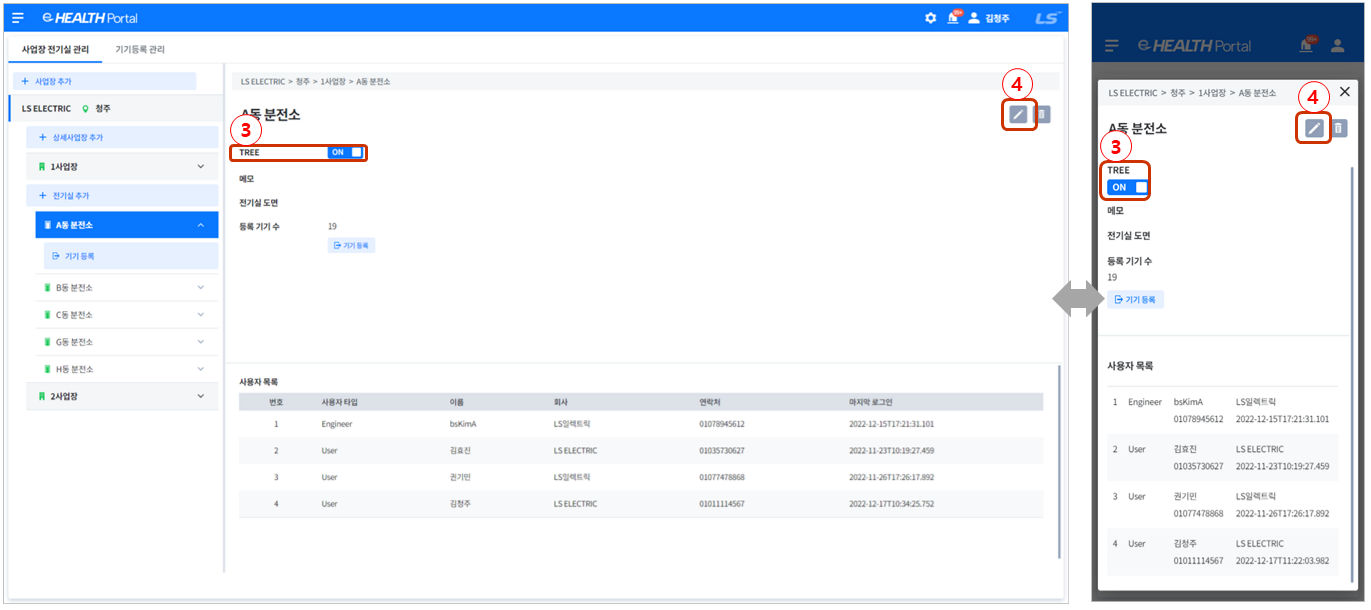 e HEALTH Portal
99+
김청주
LS
사업장 전기실 관리
기기등록 관리
+ 사업장 추가
LS ELECTRIC 청주
+ 상세사업장 추가
1사업장
+ 전기실 추가
A동 분전소
기기 등록
B동 분전소
C동 분전소
G동 분전소
H동 분전소
2사업장
LS ELECTRIC > 청주 > 1사업장 > A동 분전소
④
A동 분전소
③
TREE ON
메모
전기실 도면
등록 기기 수 19
기기 등록
사용자 목록
번호 사용자 타입 이름 회사 연락처 마지막 로그인
1 Engineer bsKimA LS일렉트릭 01078945612 2022-12-15T17:21:31.101
2 User 김효진 LS ELECTRIC 01035730627 2022-11-23T10:19:27.459
3 User 권기민 LS일렉트릭 01077478868 2022-11-26T17:26:17.892
4 User 김청주 LS ELECTRIC 01011114567 2022-12-17T10:34:25.752
e HEALTH Portal
99+
LS ELECTRIC > 청주 > 1사업장 > A동 분전소
④
A동 분전소
③
TREE
ON
메모
전기실 도면
등록 기기 수
19
기기 등록
사용자 목록
1 Engineer bsKimA LS일렉트릭
01078945612 2022-12-15T17:21:31.101
2 User 김효진 LS ELECTRIC
01035730627 2022-11-23T10:19:27.459
3 User 권기민 LS일렉트릭
01077478868 2022-11-26T17:26:17.892
4 User 김청주 LS ELECTRIC
01011114567 2022-12-17T11:22:03.982